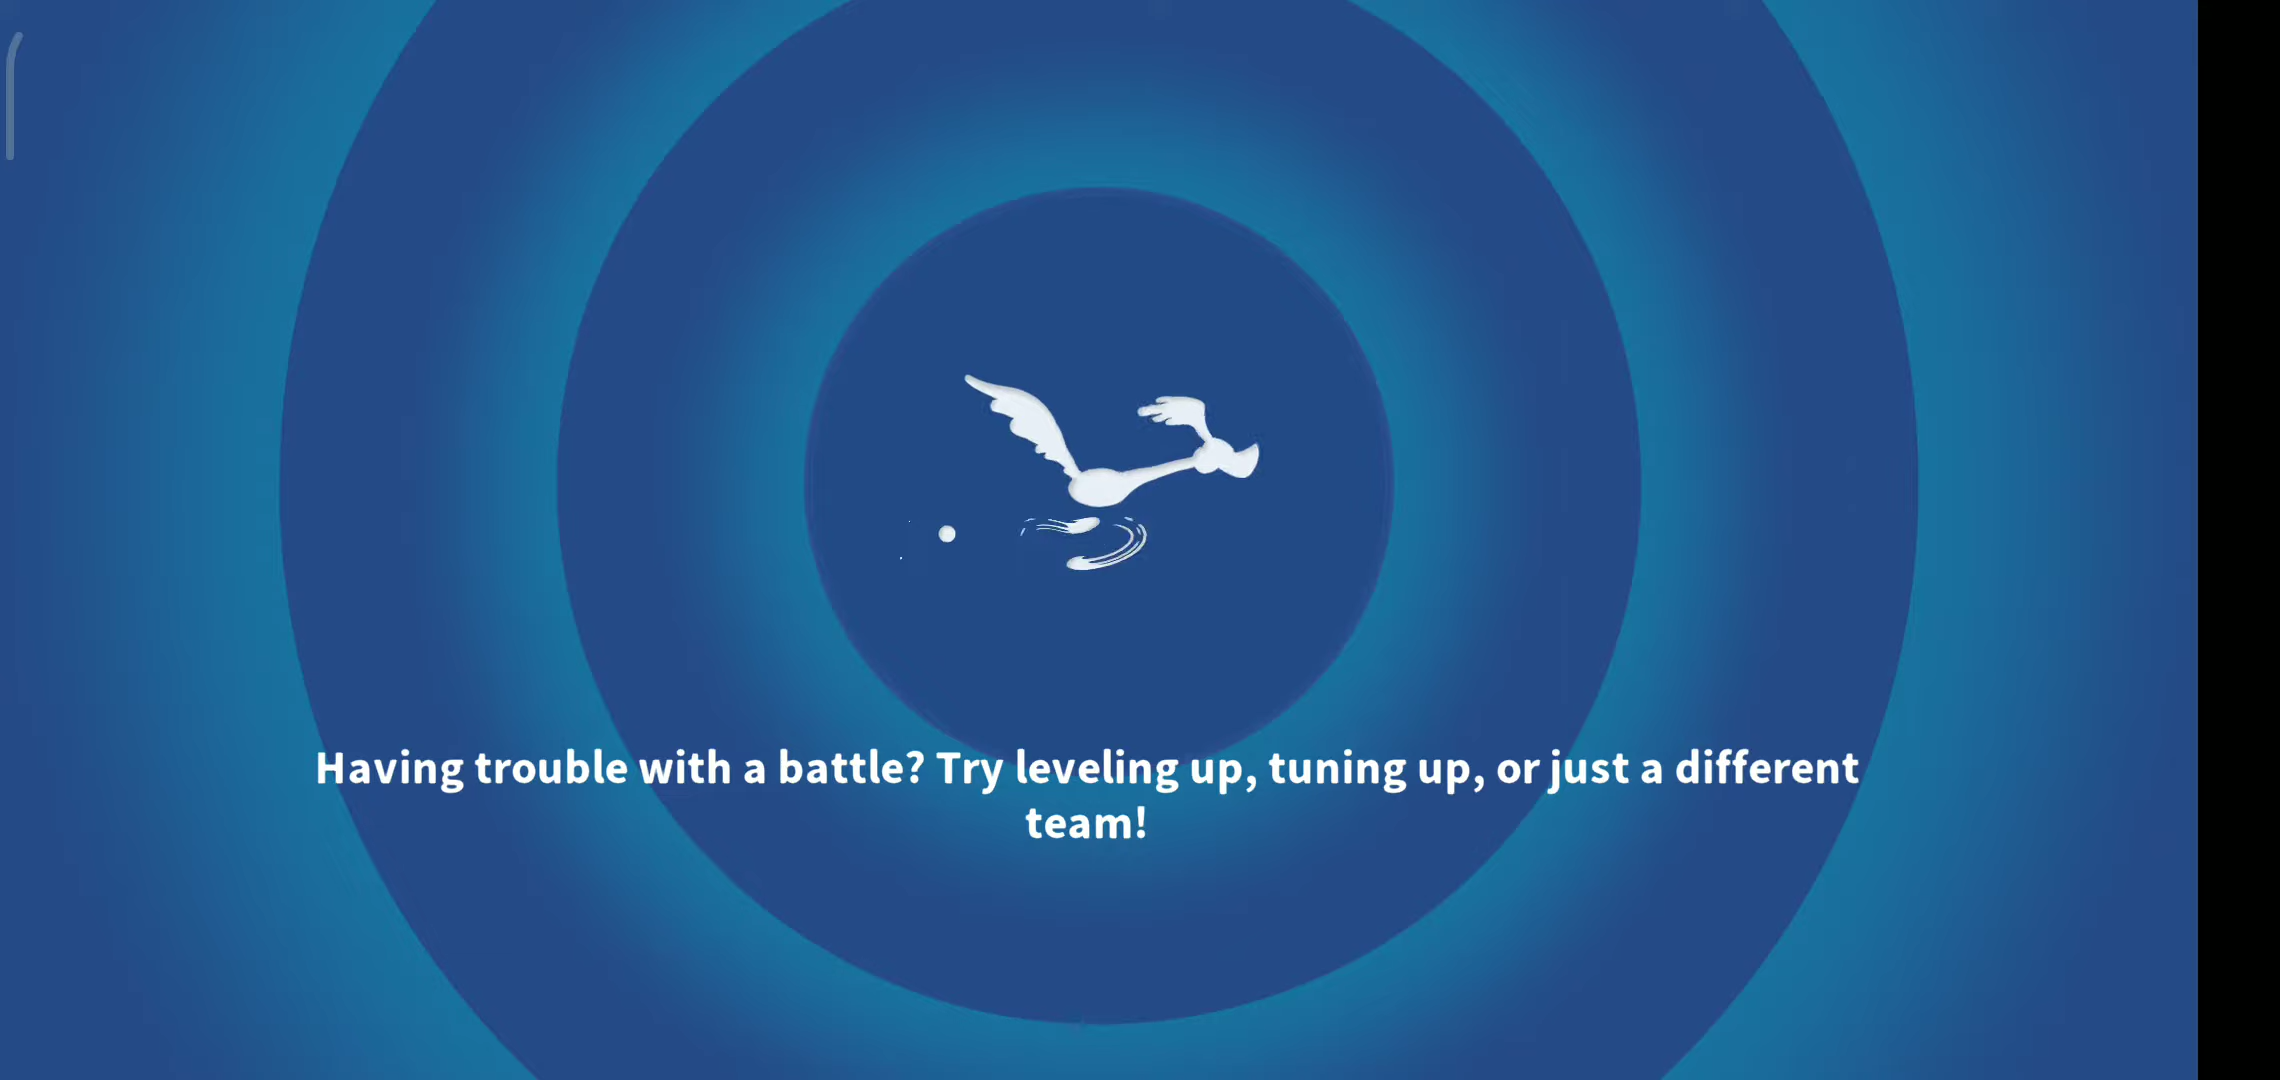 Having trouble with a battle? Try leveling up, tuning up, or just a different
team!